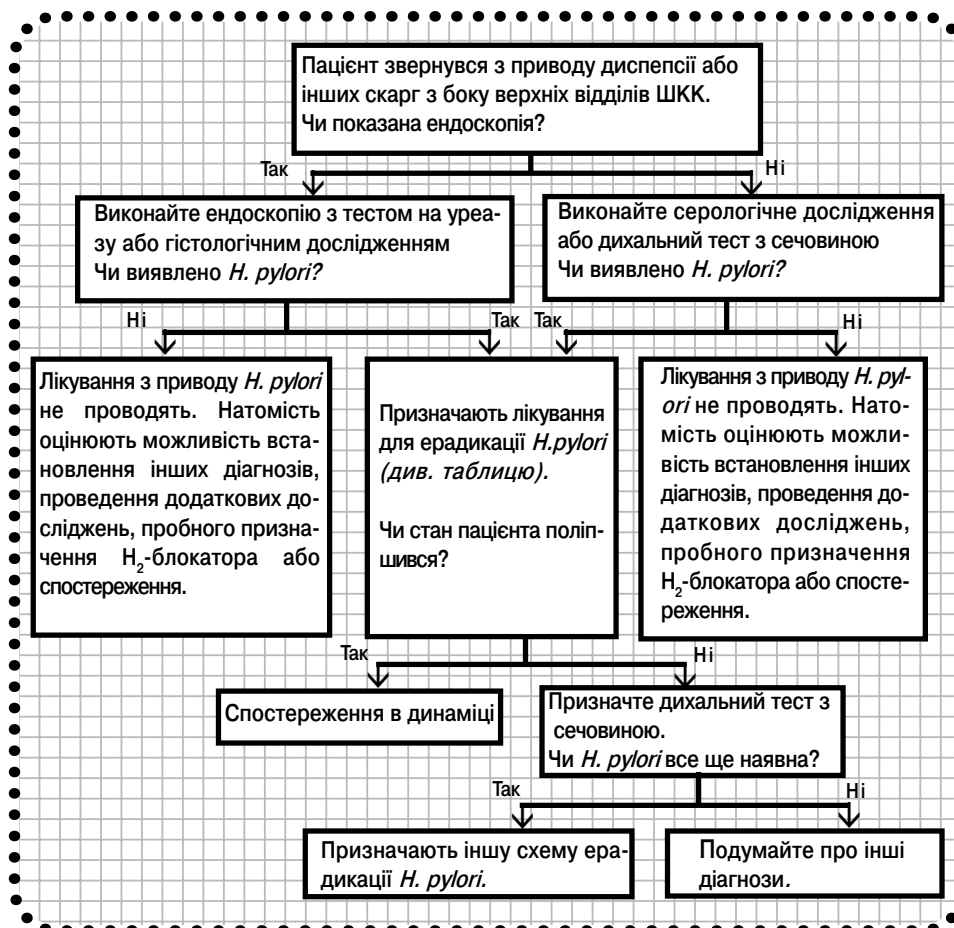 Пацієнт звернувся з приводу диспепсії або
інших скарг з боку верхніх відділів ШКК.
Чи показана ендоскопія?
Так
Ні
Виконайте ендоскопію з тестом на уреа-
зу або гістологічним дослідженням
Чи виявлено H. pylori?
Виконайте серологічне дослідження
або дихальний тест з сечовиною
Чи виявлено H. pylori?
Ні
Так
Так
Ні
Лікування з приводу H. pylori
не проводять. Натомість
оцінюють можливість вста-
новлення інших діагнозів,
проведення додаткових до-
сліджень, пробного призна-
чення H₂-блокатора або
спостереження.
Призначають лікування
для ерадикації H.pylori
(див. таблицю).
Чи стан пацієнта поліп-
шився?
Лікування з приводу H. pyl-
ori не проводять. Нато-
мість оцінюють можли-
вість встановлення інших
діагнозів, проведення до-
даткових досліджень,
пробного призначення
H₂-блокатора або спосте-
реження.
Так
Ні
Спостереження в динаміці
Призначте дихальний тест з
сечовиною.
Чи H. pylori все ще наявна?
Так
Ні
Призначають іншу схему ера-
дикації H. pylori.
Подумайте про інші
діагнози.